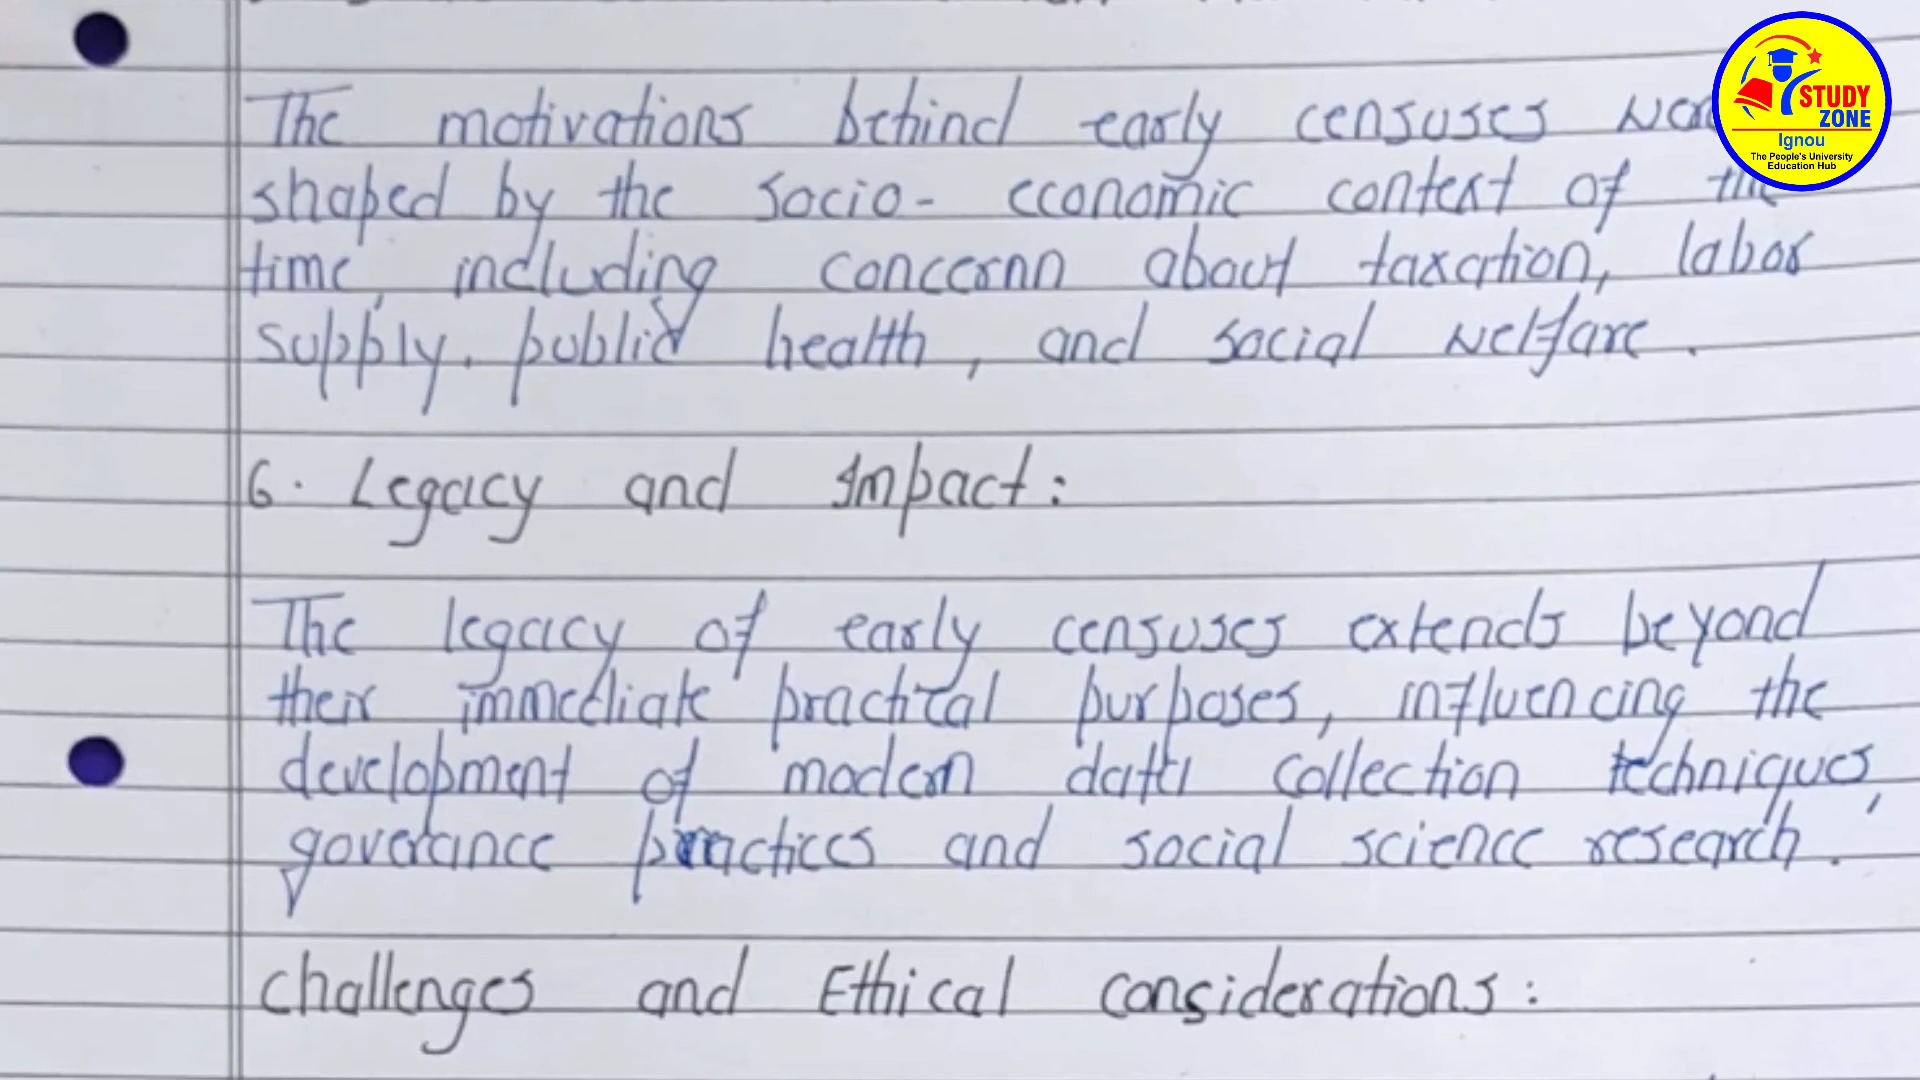 The motivations behind early censuses wer
shaped by the socio- economic context of the
time, including concernn about taxation, labor
supply. public health, and social welfare.
6. Legacy and Impact:
The legacy of early censuses extends beyond
their immediate practical purposes, influencing the
development of modern data collection techniques,
goverance practices and social science research.
Challenges and Ethical Considerations:
STUDY
ZONE
Ignou
The People's University
Education Hub